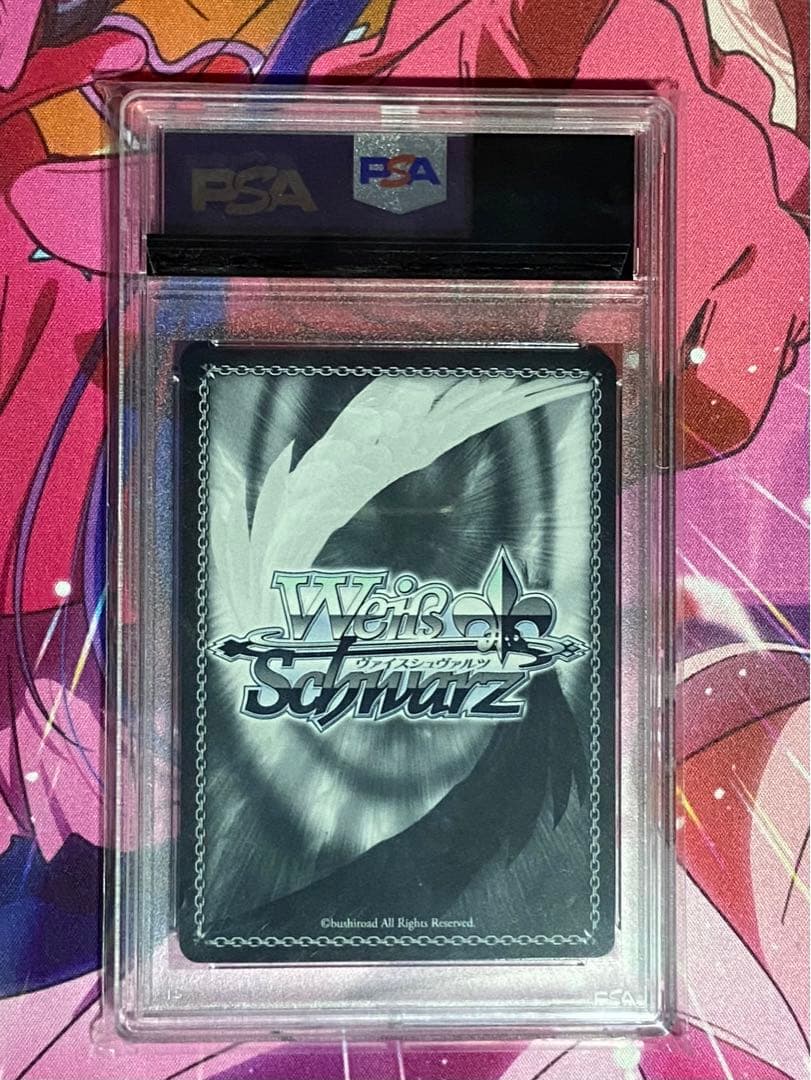 PSA
PSA
Weiß
ヴァイスシュヴァルツ
Schwarz
©bushiroad All Rights Reserved.
PSA